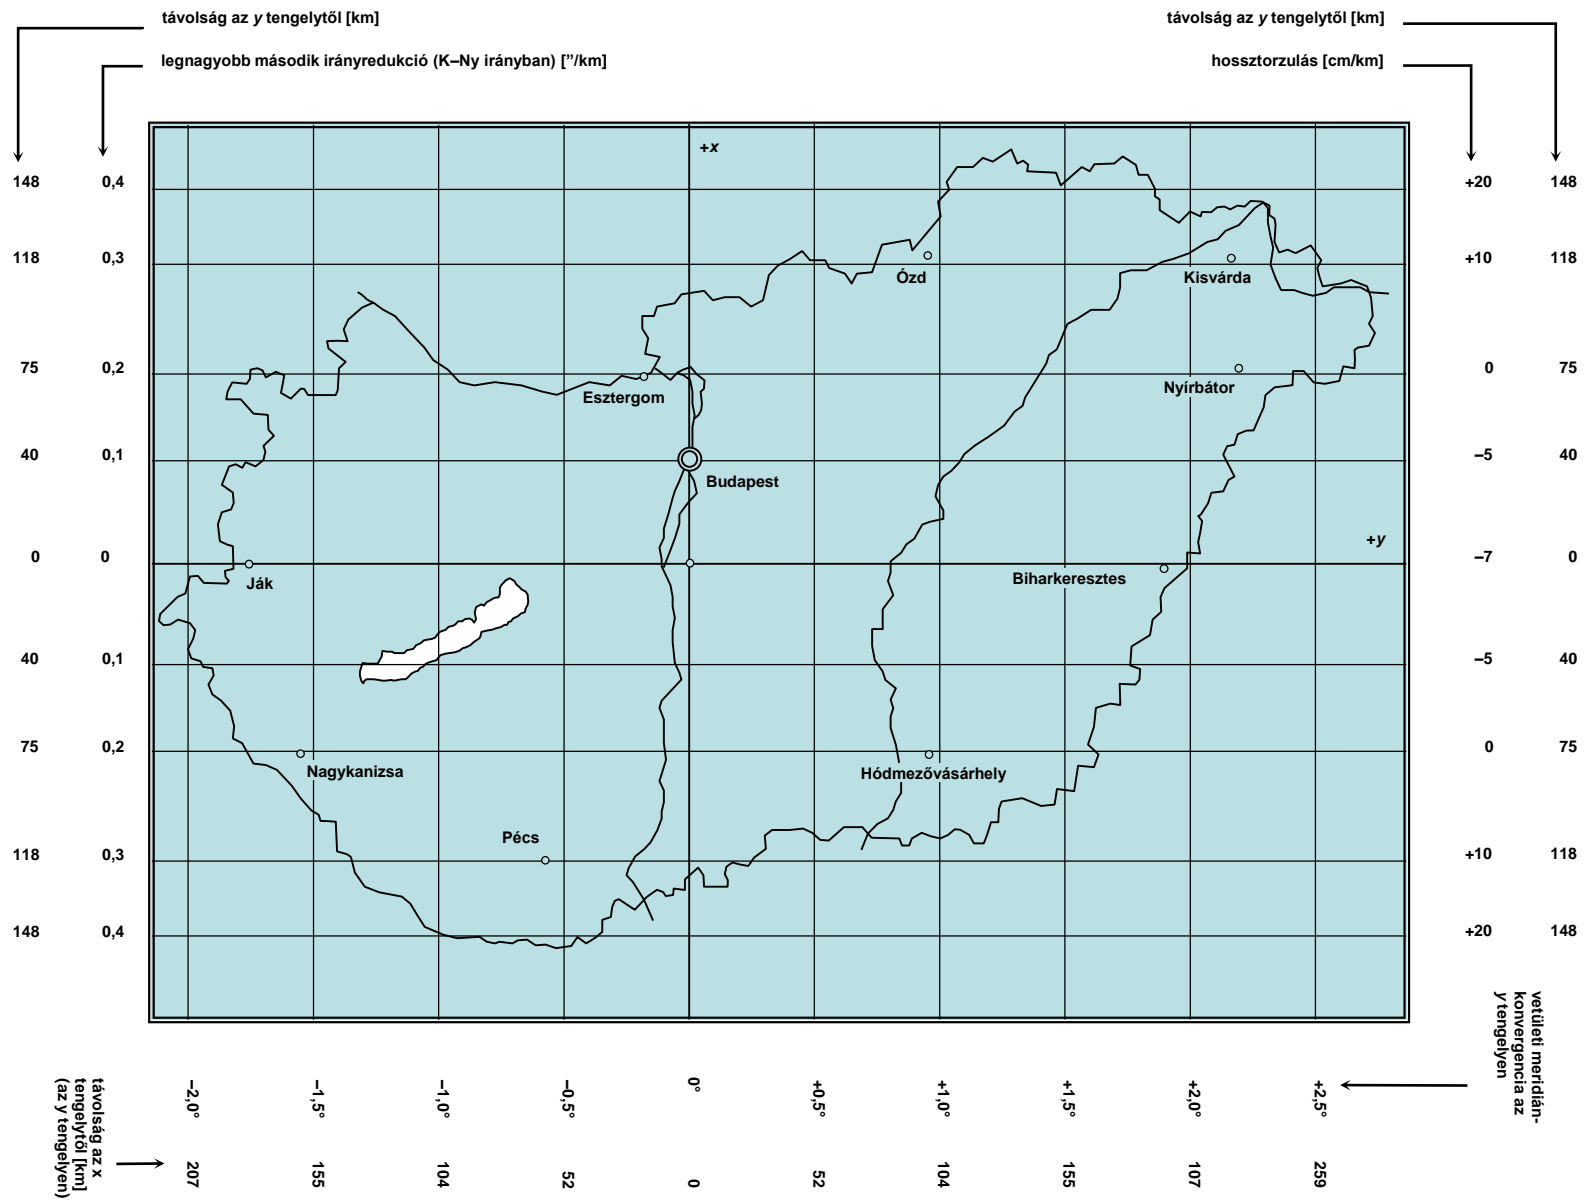 távolság az y tengelytől [km]
legnagyobb második irányredukció (K–Ny irányban) [”/km]
távolság az y tengelytől [km]
hossztorzulás [cm/km]
+x
148 0,4 +20 148
118 0,3 +10 118
Ózd
Kisvárda
75 0,2 0 75
Esztergom
Nyírbátor
40 0,1 –5 40
Budapest
+y
0 0 –7 0
Ják
Biharkeresztes
40 0,1 –5 40
75 0,2 0 75
Nagykanizsa
Hódmezővásárhely
Pécs
118 0,3 +10 118
148 0,4 +20 148
vetületi meridián-
konvergencia az
y tengelyen
–2,0° –1,5° –1,0° –0,5° 0° +0,5° +1,0° +1,5° +2,0° +2,5°
távolság az x
tengelytől [km]
(az y tengelyen)
207 155 104 52 0 52 104 155 107 259